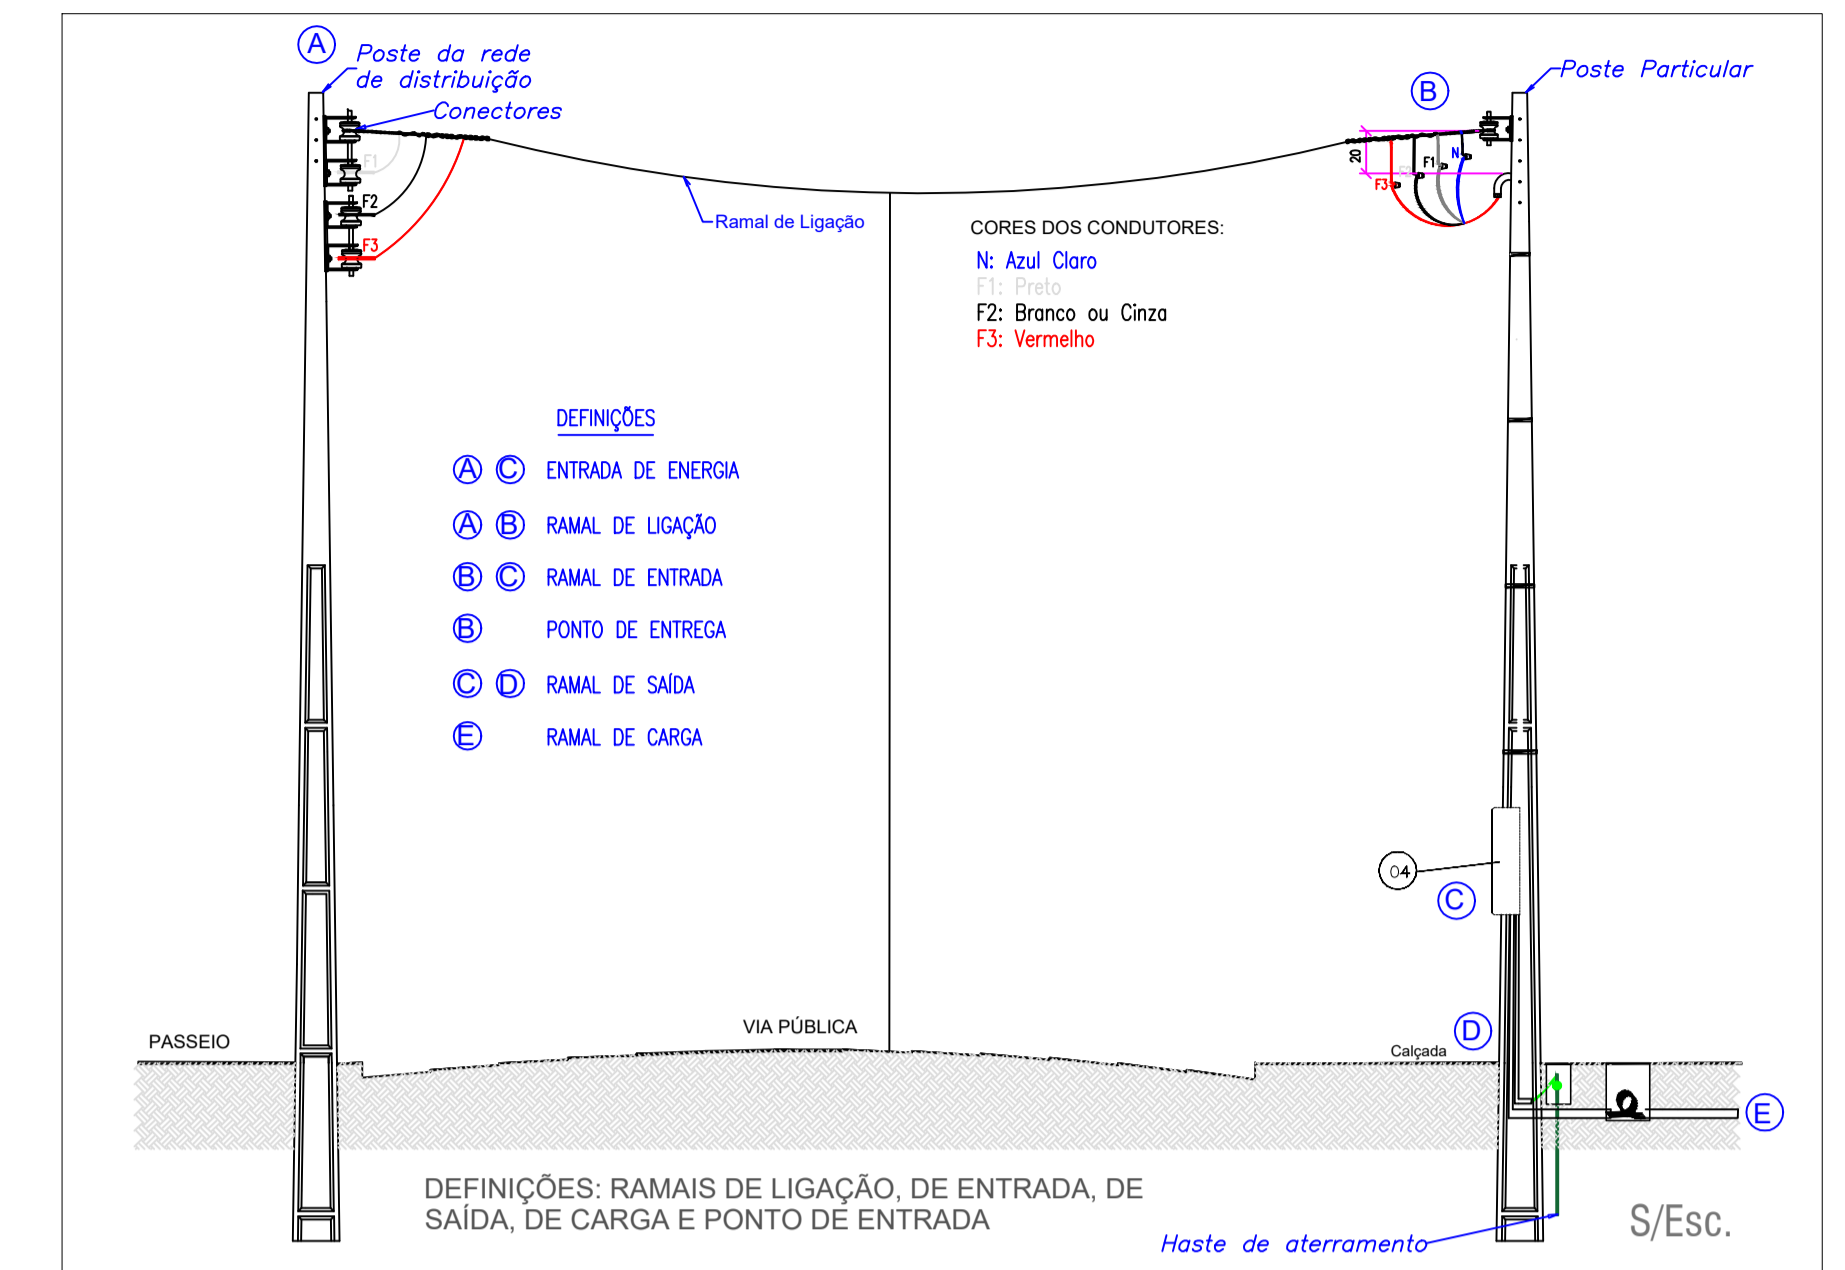 A
Poste da rede
de distribuição
Conectores
F1
F2
F3
Ramal de Ligação
B
Poste Particular
20
N
F1
F2
F3
CORES DOS CONDUTORES:
N: Azul Claro
F1: Preto
F2: Branco ou Cinza
F3: Vermelho
DEFINIÇÕES
A C ENTRADA DE ENERGIA
A B RAMAL DE LIGAÇÃO
B C RAMAL DE ENTRADA
B PONTO DE ENTREGA
C D RAMAL DE SAÍDA
E RAMAL DE CARGA
04
C
D
PASSEIO
VIA PÚBLICA
Calçada
E
DEFINIÇÕES: RAMAIS DE LIGAÇÃO, DE ENTRADA, DE
SAÍDA, DE CARGA E PONTO DE ENTRADA
Haste de aterramento
S/Esc.